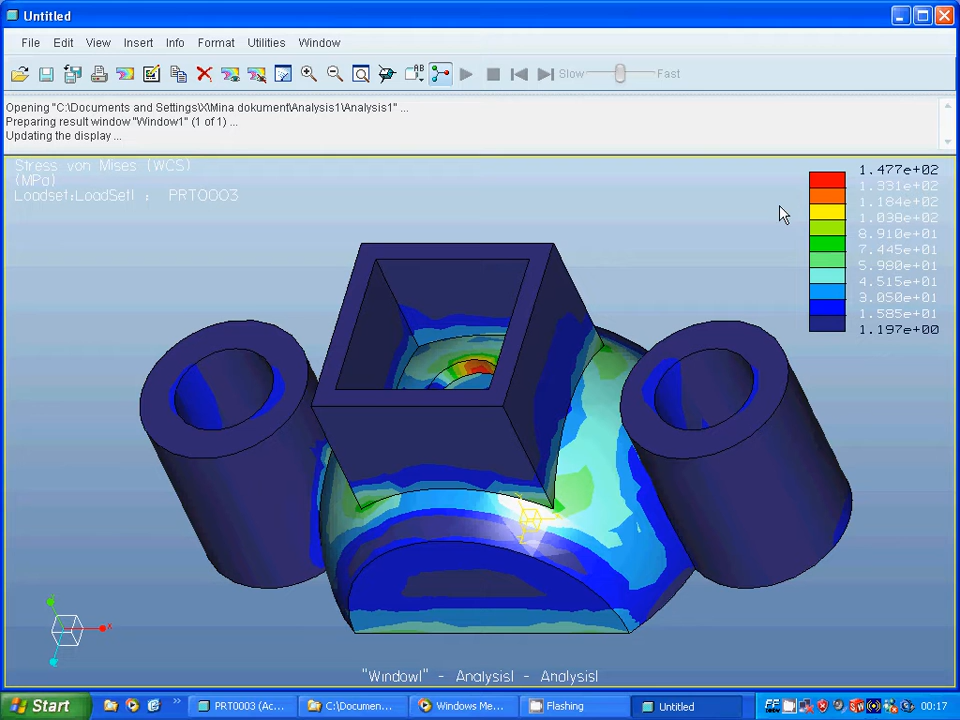 Untitled
File Edit View Insert Info Format Utilities Window
AB
Slow Fast
Opening "C:\Documents and Settings\X\Mina dokument\Analysis1\Analysis1" ...
Preparing result window "Window1" (1 of 1) ...
Updating the display ...
Stress von Mises (WCS)
(MPa)
Loadset:LoadSet1 : PRT0003
1.477e+02
1.331e+02
1.184e+02
1.038e+02
8.910e+01
7.445e+01
5.980e+01
4.515e+01
3.050e+01
1.585e+01
1.197e+00
X
"Window1" - Analysis1 - Analysis1
Start PRT0003 (Ac... C:\Documen... Windows Me... Flashing Untitled 00:17